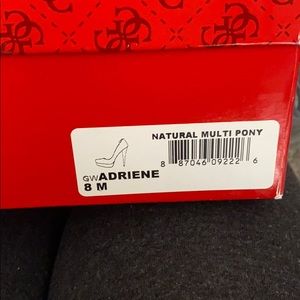 NATURAL MULTI PONY
8 87046 09222 6
GWADRIENE
8 M